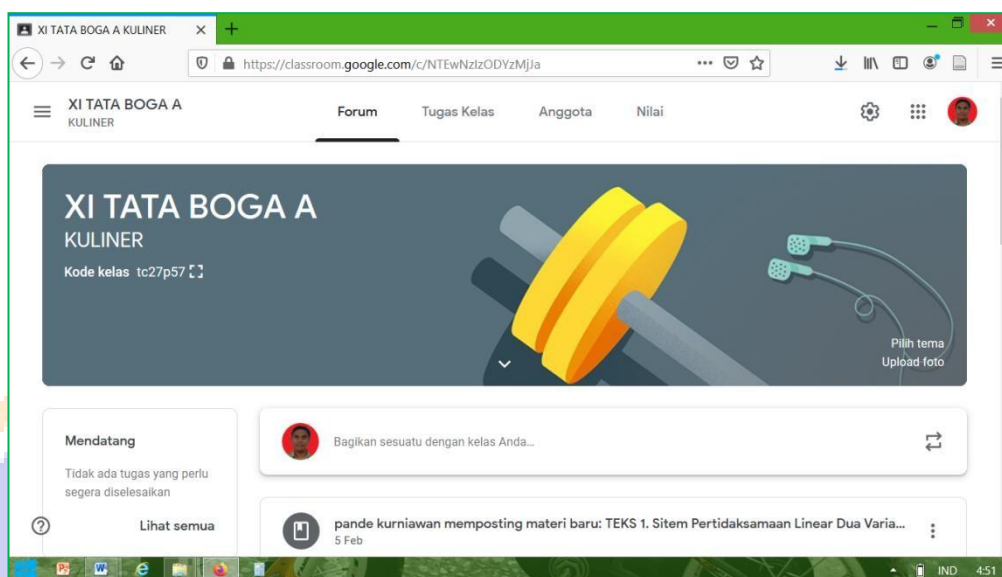 XI TATA BOGA A KULINER
https://classroom.google.com/c/NTEwNzIzODYzMjJa
XI TATA BOGA A
KULINER
Forum Tugas Kelas Anggota Nilai
XI TATA BOGA A
KULINER
Kode kelas tc27p57
Pilih tema
Upload foto
Mendatang
Tidak ada tugas yang perlu
segera diselesaikan
Lihat semua
Bagikan sesuatu dengan kelas Anda...
pande kurniawan memposting materi baru: TEKS 1. Sitem Pertidaksamaan Linear Dua Varia...
5 Feb
IND 4:51